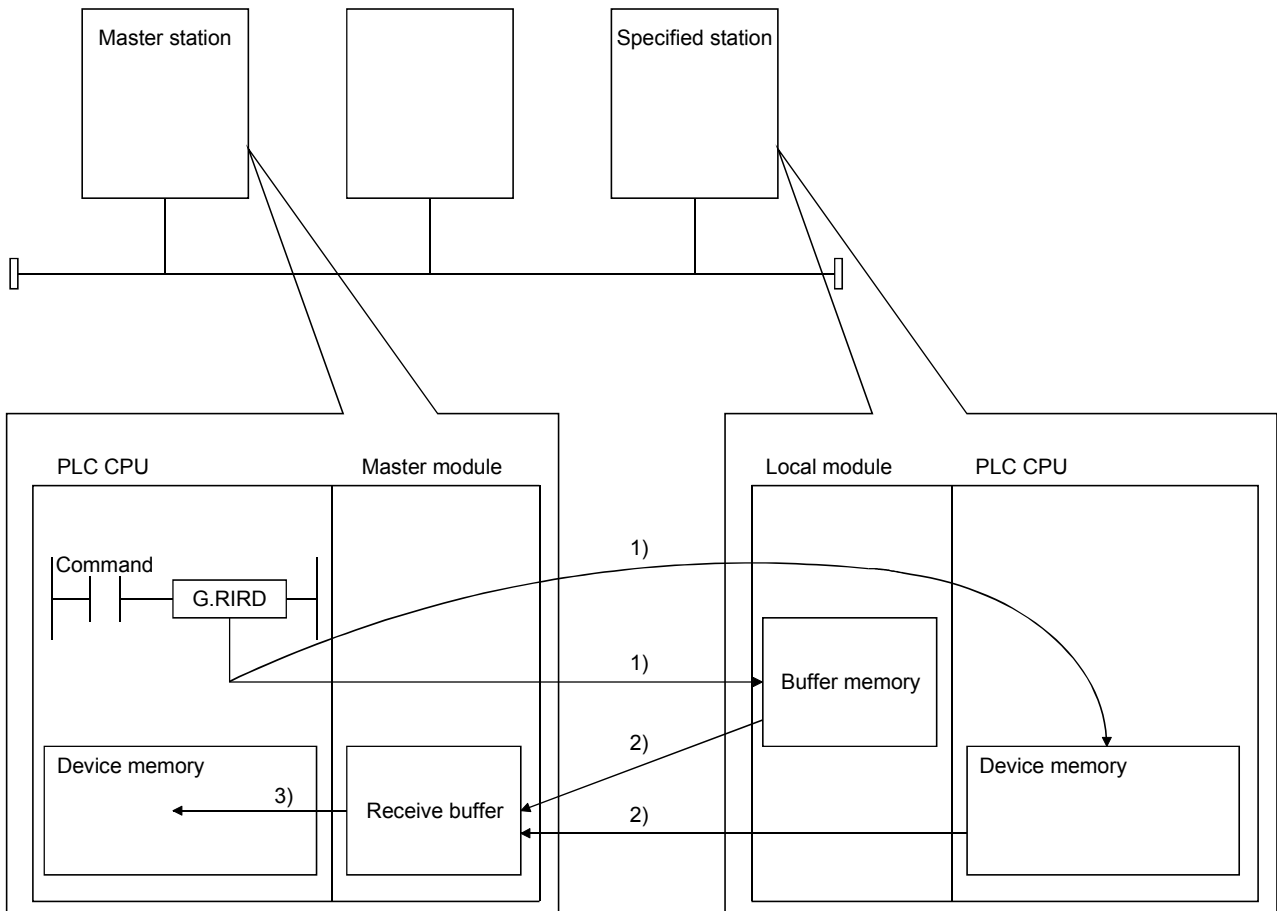 Master station
Specified station
PLC CPU
Master module
Local module
PLC CPU
Command
G.RIRD
1)
1)
Buffer memory
2)
Device memory
3)
Receive buffer
2)
Device memory